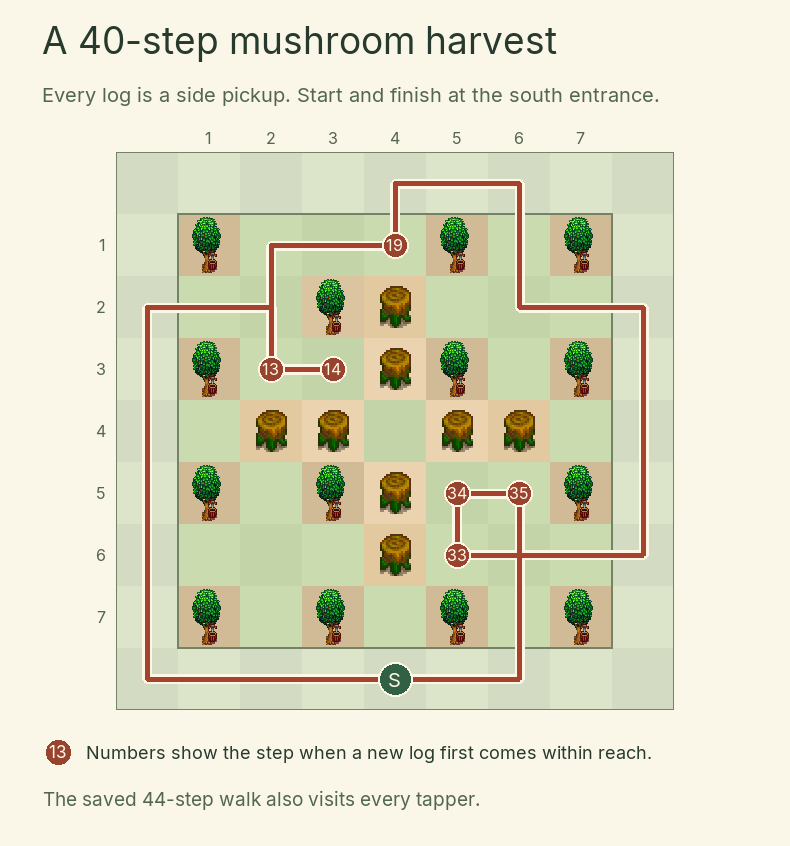 A 40-step mushroom harvest
Every log is a side pickup. Start and finish at the south entrance.
1 2 3 4 5 6 7
1 19
2
3 13 14
4
5 34 35
6 33
7
S
13 Numbers show the step when a new log first comes within reach.
The saved 44-step walk also visits every tapper.